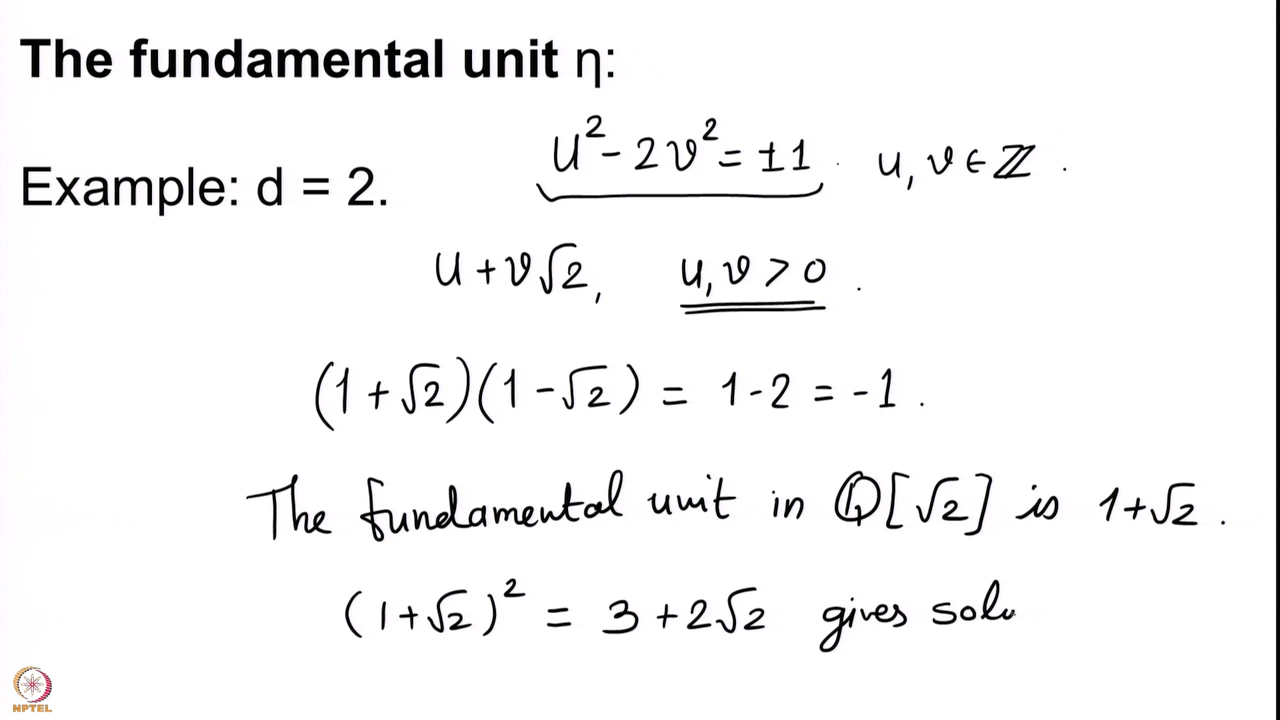 The fundamental unit η:
u² - 2v² = ±1. u, v ∈ ℤ.
Example: d = 2.
u + v√2, u, v > 0.
(1 + √2)(1 - √2) = 1 - 2 = -1.
The fundamental unit in ℚ[√2] is 1+√2.
(1+√2)² = 3 + 2√2 gives solu
NPTEL